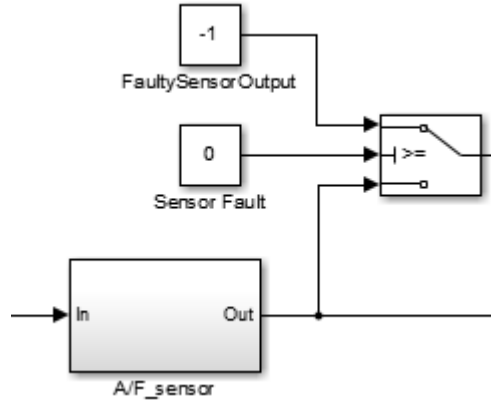 -1
FaultySensorOutput
0
>=
Sensor Fault
In
Out
A/F_sensor